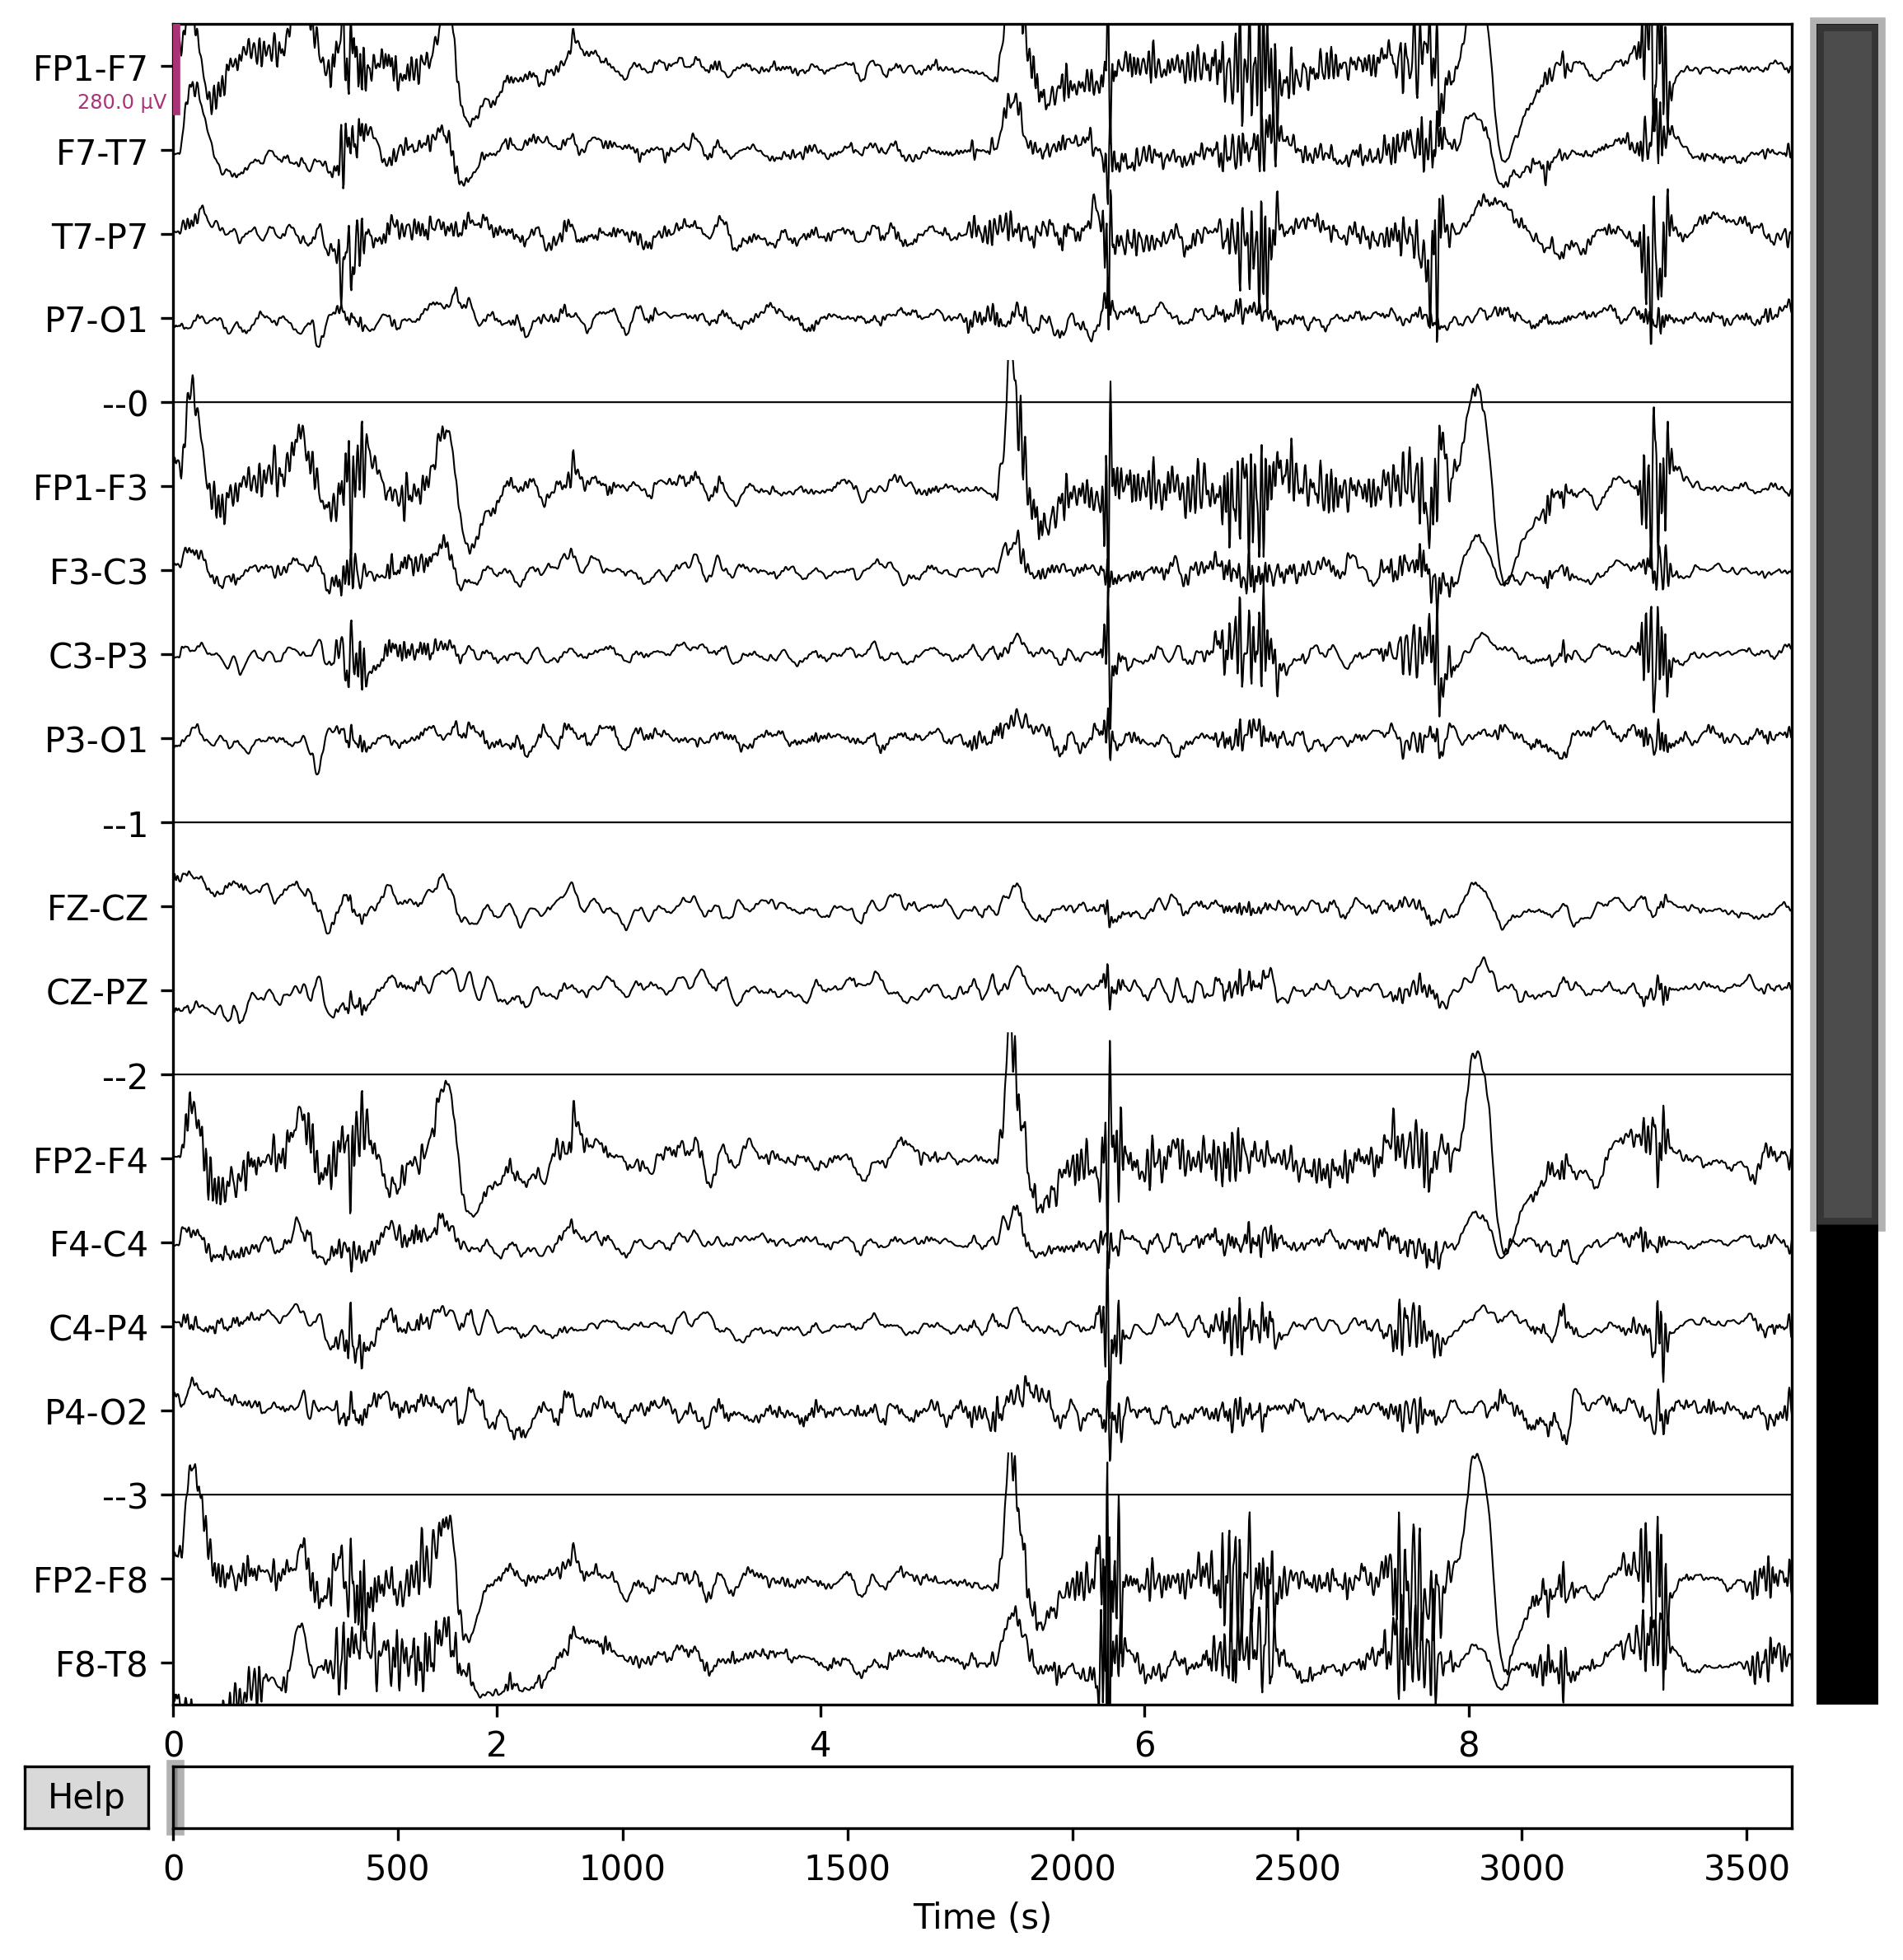 FP1-F7
280.0 µV
F7-T7
T7-P7
P7-O1
--0
FP1-F3
F3-C3
C3-P3
P3-O1
--1
FZ-CZ
CZ-PZ
--2
FP2-F4
F4-C4
C4-P4
P4-O2
--3
FP2-F8
F8-T8
0 2 4 6 8
Help
0 500 1000 1500 2000 2500 3000 3500
Time (s)